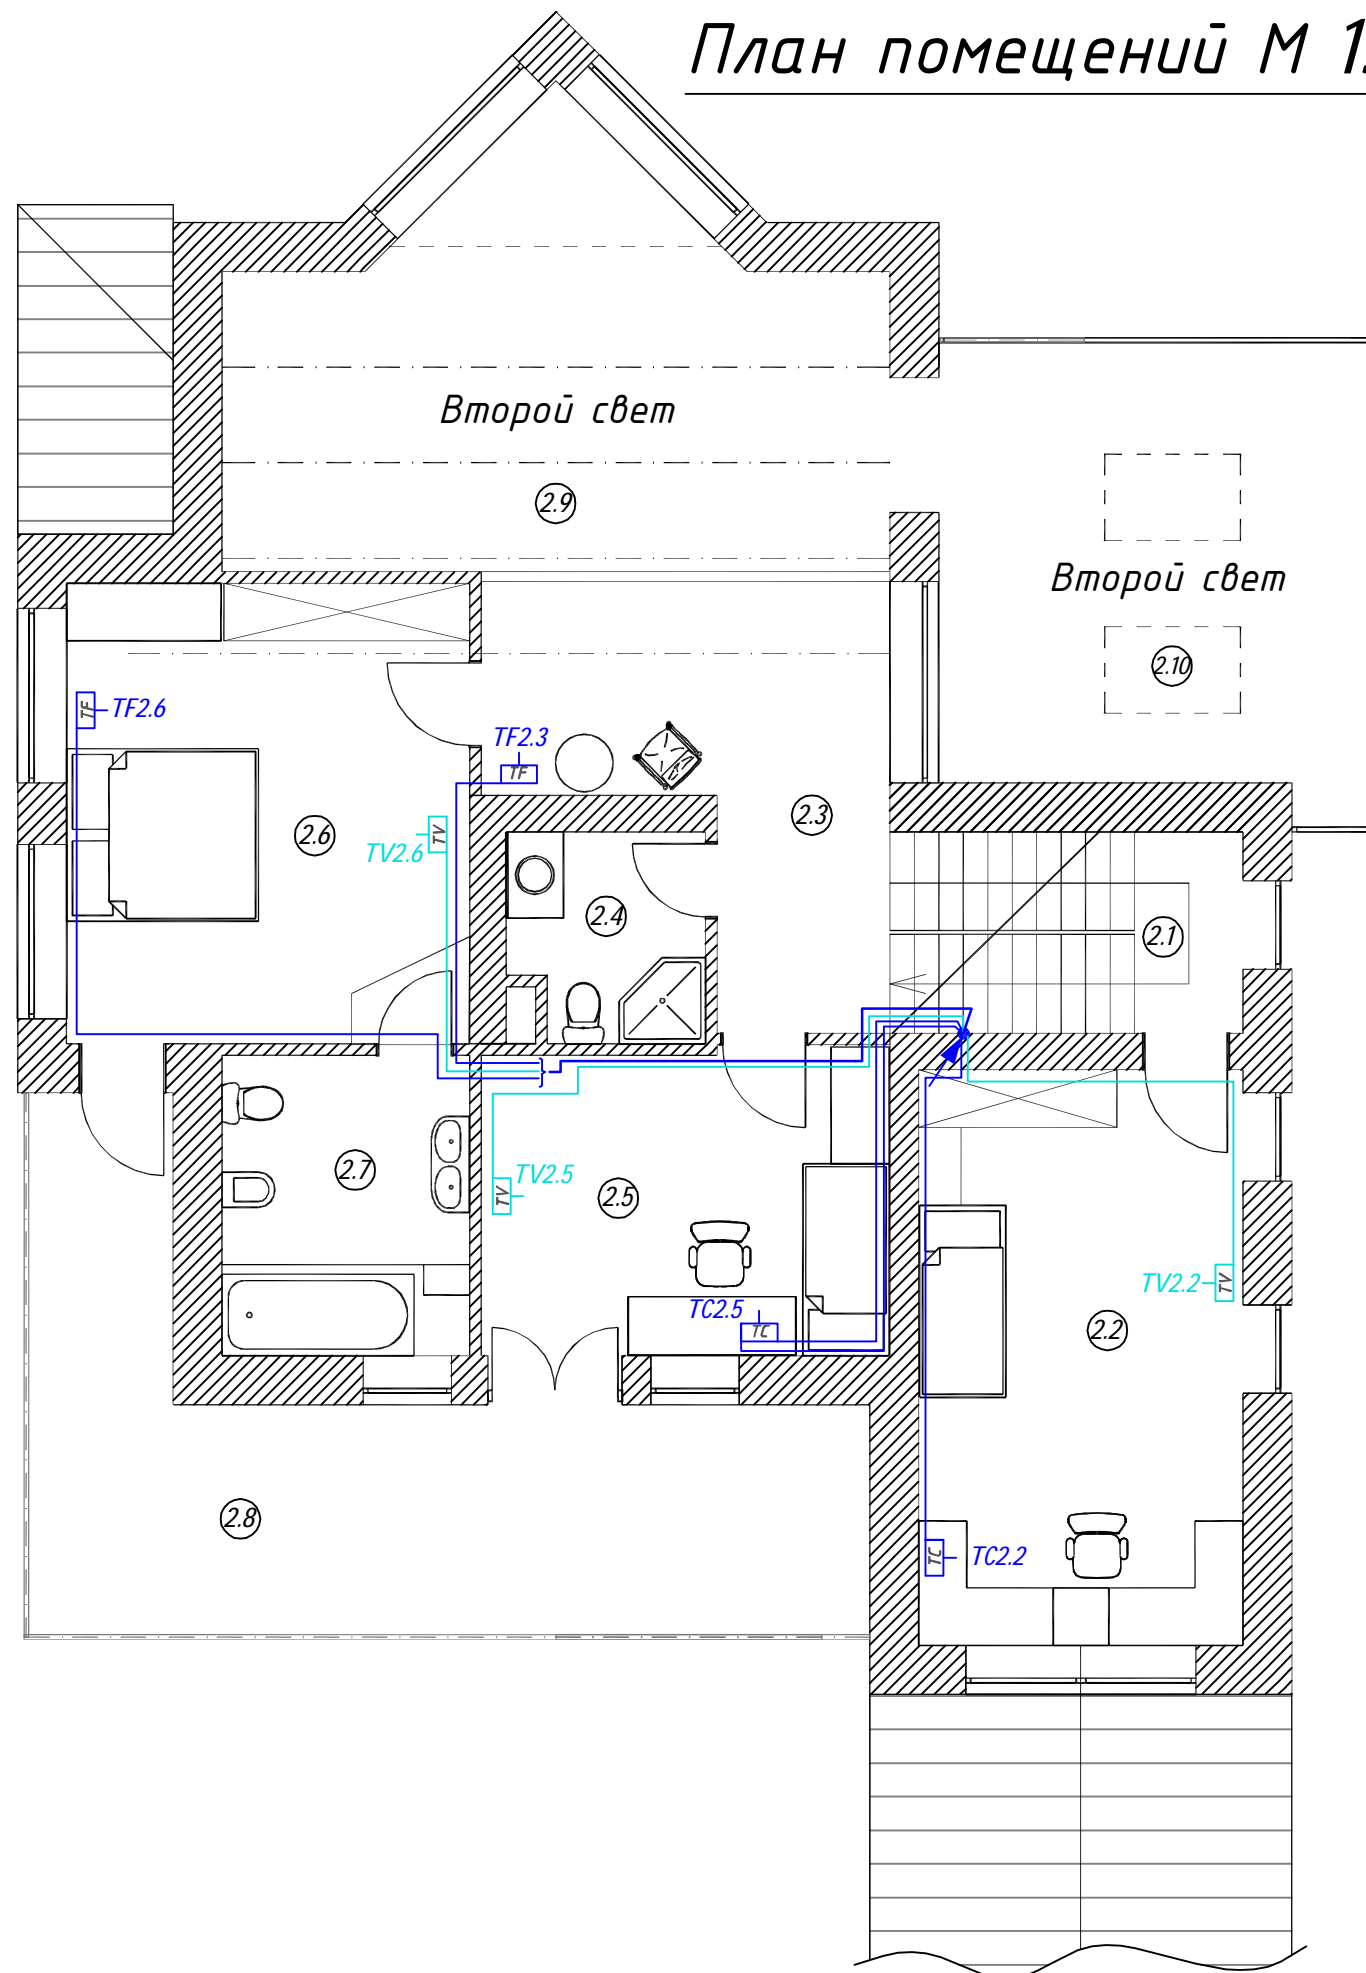 План помещений М 1
Второй свет
2.9
Второй свет
2.10
TF TF2.6
TF2.3
TF
2.3
2.6
TV
TV2.6
2.4
2.1
2.7
TV2.5
TV
2.5
TV2.2 TV
TC2.5
TC
2.2
2.8
TC TC2.2